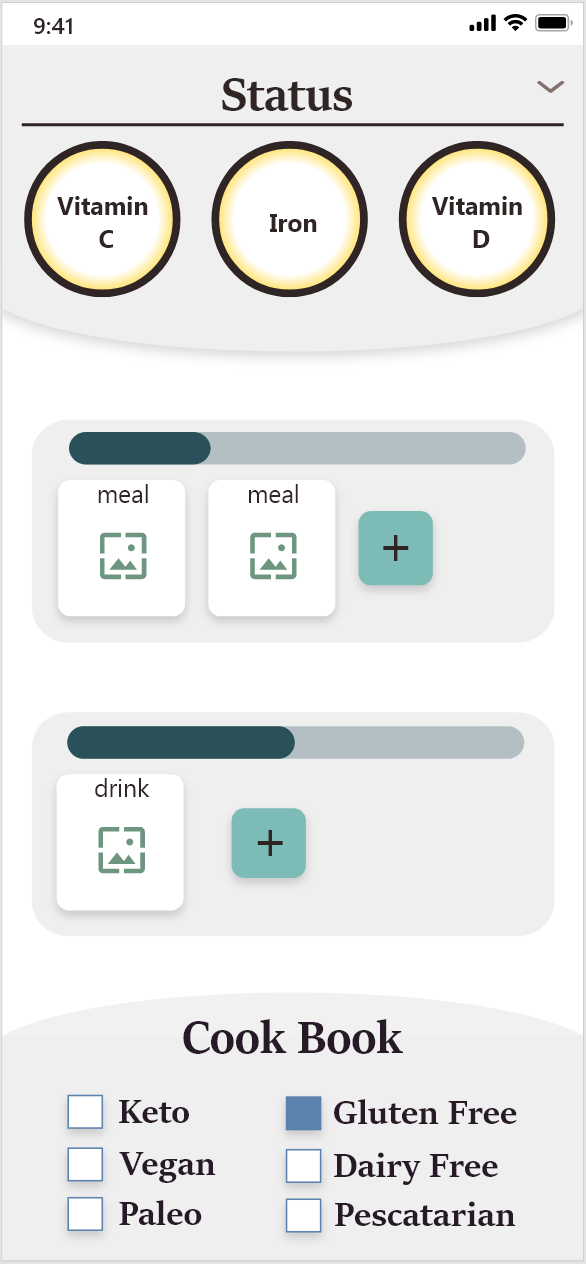 9:41
Status
Vitamin
C
Iron
Vitamin
D
meal
meal
+
drink
+
Cook Book
Keto
Gluten Free
Vegan
Dairy Free
Paleo
Pescatarian